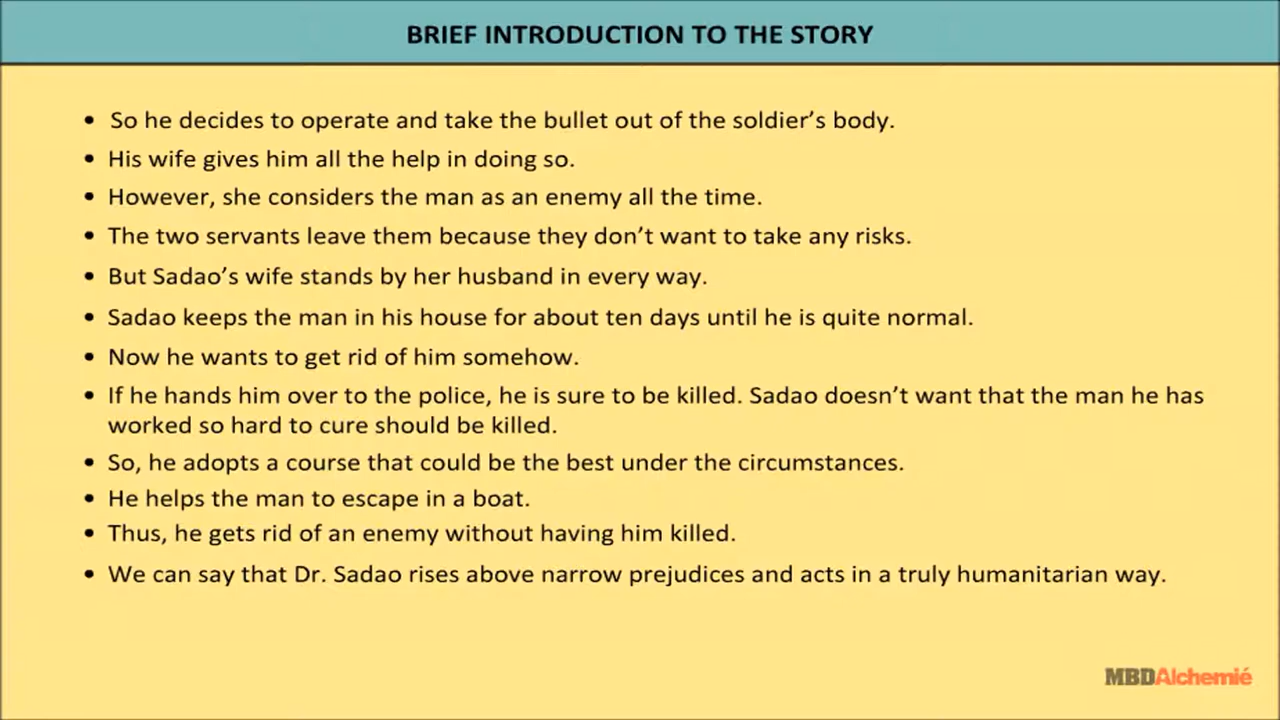 BRIEF INTRODUCTION TO THE STORY
• So he decides to operate and take the bullet out of the soldier’s body.
• His wife gives him all the help in doing so.
• However, she considers the man as an enemy all the time.
• The two servants leave them because they don’t want to take any risks.
• But Sadao’s wife stands by her husband in every way.
• Sadao keeps the man in his house for about ten days until he is quite normal.
• Now he wants to get rid of him somehow.
• If he hands him over to the police, he is sure to be killed. Sadao doesn’t want that the man he has
worked so hard to cure should be killed.
• So, he adopts a course that could be the best under the circumstances.
• He helps the man to escape in a boat.
• Thus, he gets rid of an enemy without having him killed.
• We can say that Dr. Sadao rises above narrow prejudices and acts in a truly humanitarian way.
MBDAlchemié